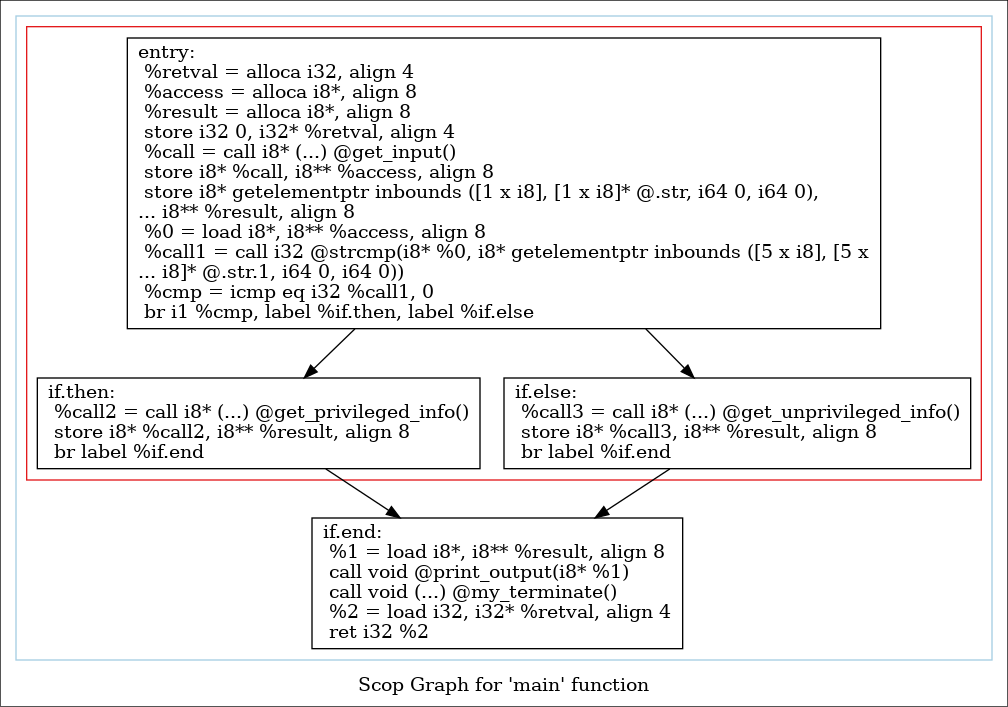 entry:
%retval = alloca i32, align 4
%access = alloca i8*, align 8
%result = alloca i8*, align 8
store i32 0, i32* %retval, align 4
%call = call i8* (...) @get_input()
store i8* %call, i8** %access, align 8
store i8* getelementptr inbounds ([1 x i8], [1 x i8]* @.str, i64 0, i64 0),
... i8** %result, align 8
%0 = load i8*, i8** %access, align 8
%call1 = call i32 @strcmp(i8* %0, i8* getelementptr inbounds ([5 x i8], [5 x
... i8]* @.str.1, i64 0, i64 0))
%cmp = icmp eq i32 %call1, 0
br i1 %cmp, label %if.then, label %if.else
if.then:
%call2 = call i8* (...) @get_privileged_info()
store i8* %call2, i8** %result, align 8
br label %if.end
if.else:
%call3 = call i8* (...) @get_unprivileged_info()
store i8* %call3, i8** %result, align 8
br label %if.end
if.end:
%1 = load i8*, i8** %result, align 8
call void @print_output(i8* %1)
call void (...) @my_terminate()
%2 = load i32, i32* %retval, align 4
ret i32 %2
Scop Graph for 'main' function